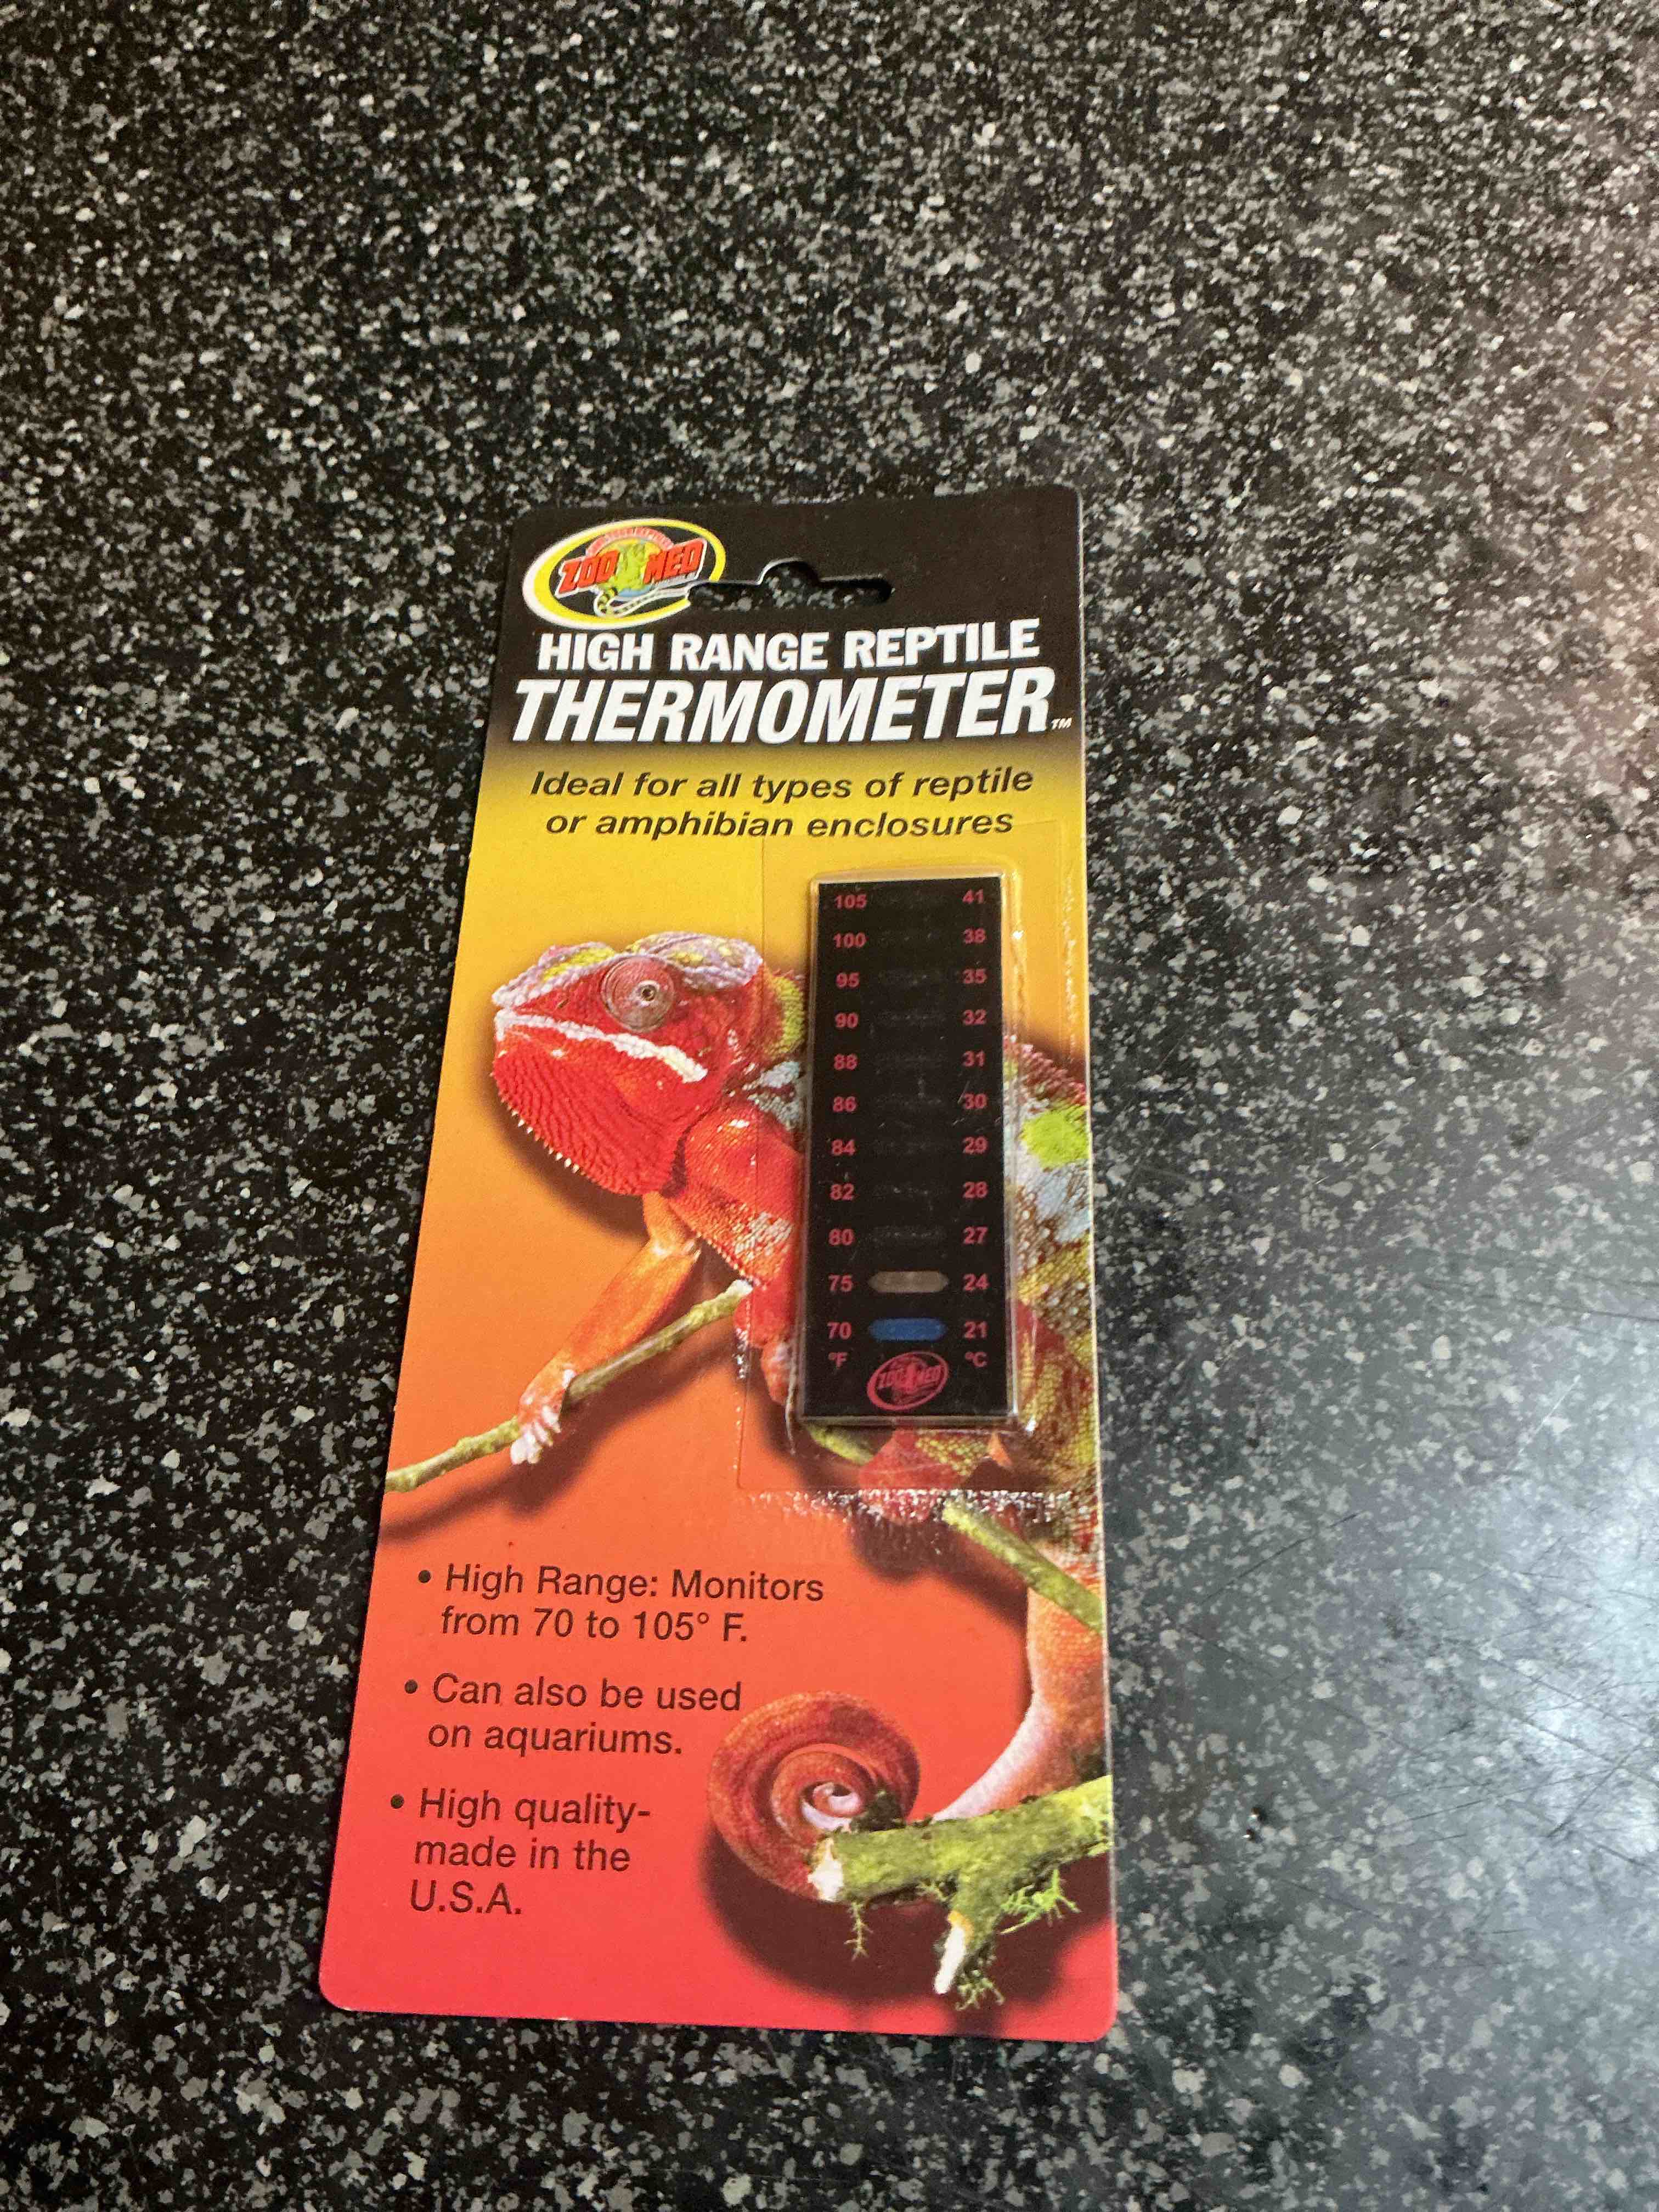 ZOO MED
HIGH RANGE REPTILE
THERMOMETER™
Ideal for all types of reptile
or amphibian enclosures
105 41
100 38
95 35
90 32
88 31
86 30
84 29
82 28
80 27
75 24
70 21
°F °C
ZOO MED
• High Range: Monitors
from 70 to 105° F.
• Can also be used
on aquariums.
• High quality-
made in the
U.S.A.